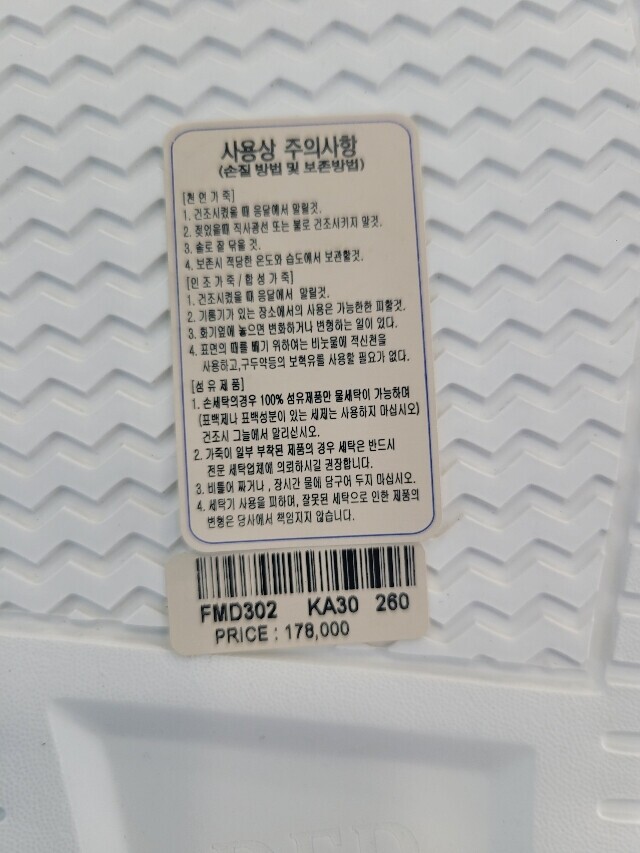 사용상 주의사항
(손질 방법 및 보존방법)
[천연가죽]
1. 건조시켰을 때 응달에서 말릴것.
2. 젖었을때 직사광선 또는 불로 건조시키지 말것.
3. 솔로 잘 닦을 것.
4. 보존시 적당한 온도와 습도에서 보관할것.
[인조가죽/합성가죽]
1. 건조시켰을 때 응달에서 말릴것.
2. 기름기가 있는 장소에서의 사용은 가능한한 피할것.
3. 화기옆에 놓으면 변화하거나 변형하는 일이 있다.
4. 표면의 때를 빼기 위하여는 비눗물에 적신천을
사용하고,구두약등의 보혁유를 사용할 필요가 없다.
[섬유제품]
1. 손세탁의경우 100% 섬유제품만 물세탁이 가능하며
(표백제나 표백성분이 있는 세제는 사용하지 마십시오)
건조시 그늘에서 말리십시오.
2. 가죽이 일부 부착된 제품의 경우 세탁은 반드시
전문 세탁업체에 의뢰하시길 권장합니다.
3. 비틀어 짜거나 , 장시간 물에 담구어 두지 마십시오.
4. 세탁기 사용을 피하며, 잘못된 세탁으로 인한 제품의
변형은 당사에서 책임지지 않습니다.
FMD302 KA30 260
PRICE : 178,000